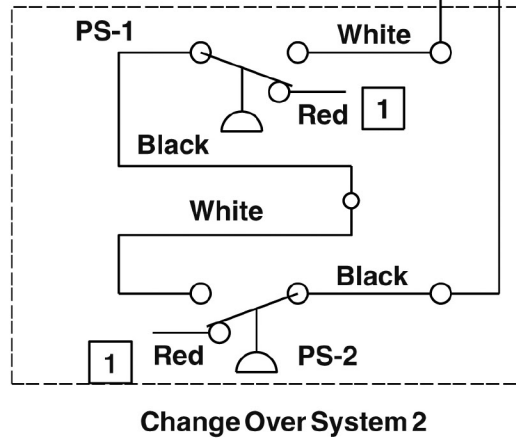 PS-1
White
Red 1
Black
White
Black
1 Red PS-2
Change Over System 2